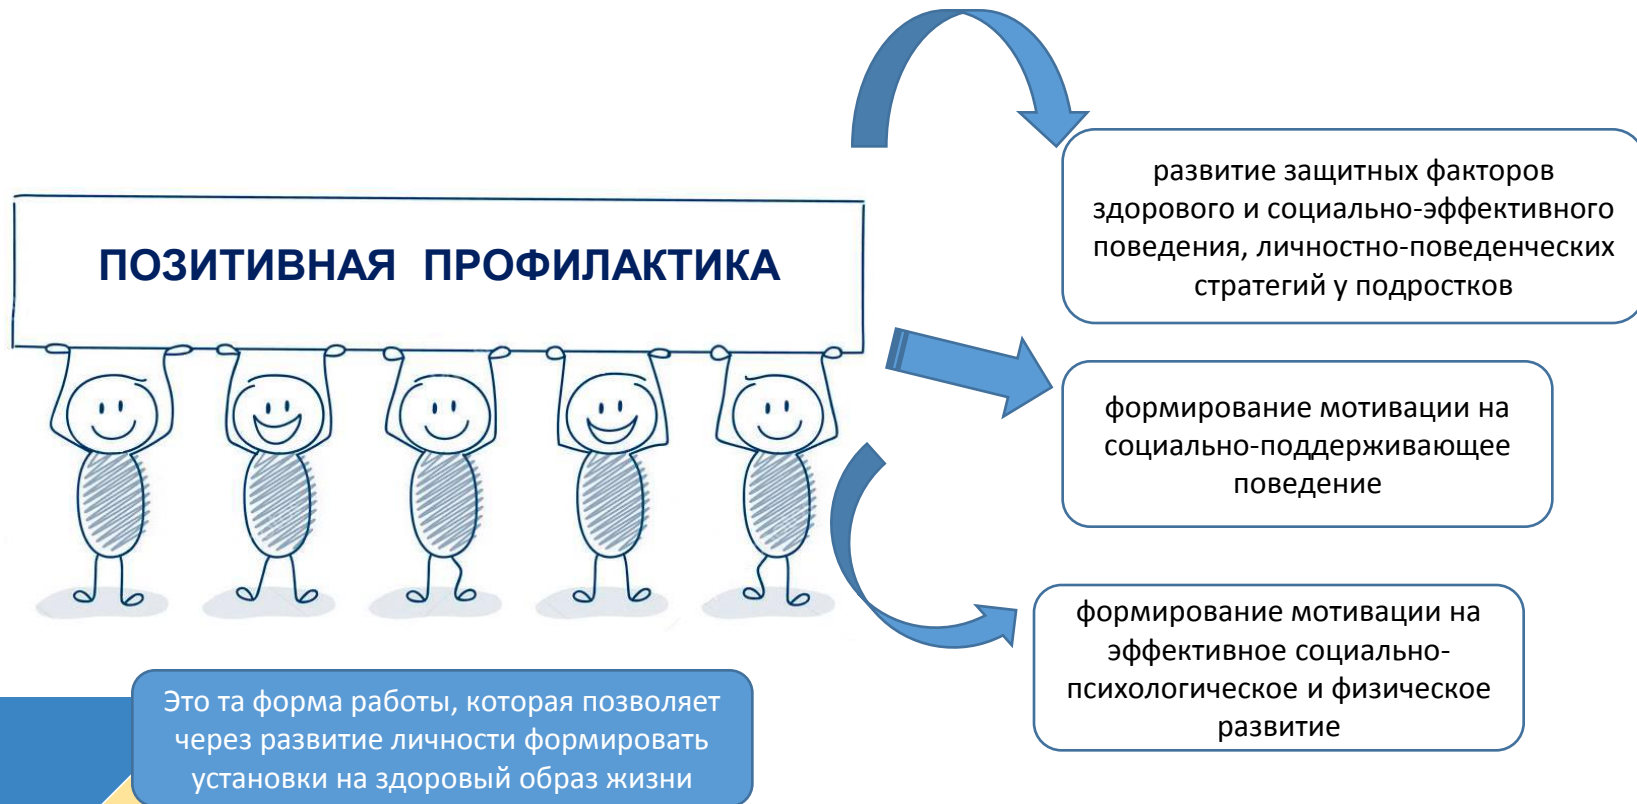 ПОЗИТИВНАЯ ПРОФИЛАКТИКА
развитие защитных факторов
здорового и социально-эффективного
поведения, личностно-поведенческих
стратегий у подростков
формирование мотивации на
социально-поддерживающее
поведение
формирование мотивации на
эффективное социально-
психологическое и физическое
развитие
Это та форма работы, которая позволяет
через развитие личности формировать
установки на здоровый образ жизни